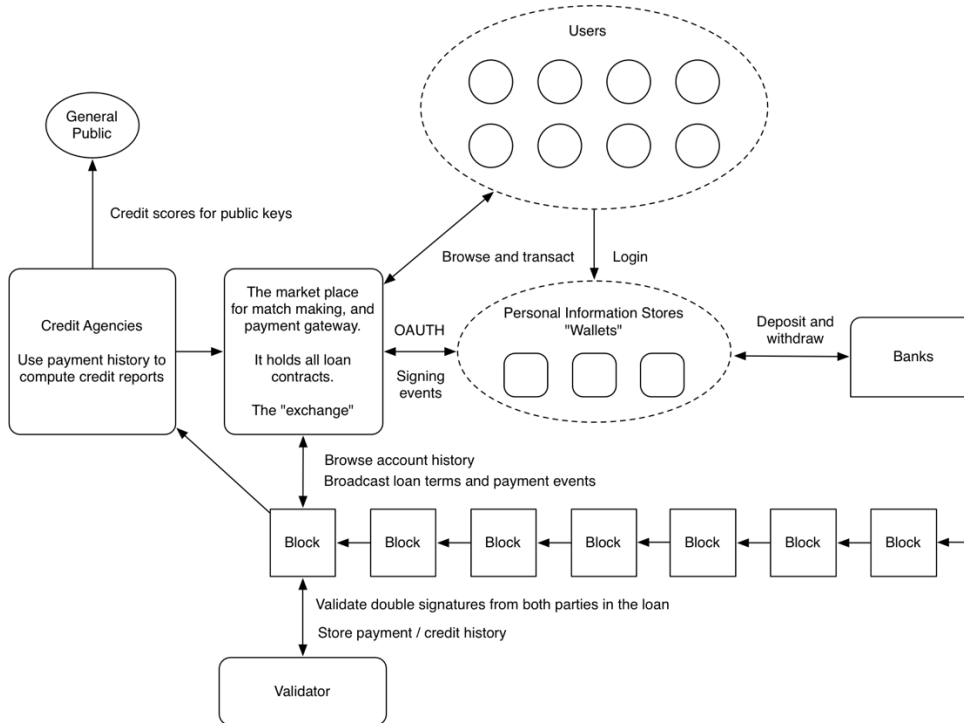 Users
General
Public
Credit scores for public keys
Browse and transact
Login
Credit Agencies
Use payment history to
compute credit reports
The market place
for match making, and
payment gateway.
It holds all loan
contracts.
The "exchange"
OAUTH
Signing
events
Personal Information Stores
"Wallets"
Deposit and
withdraw
Banks
Browse account history
Broadcast loan terms and payment events
Block
Block
Block
Block
Block
Block
Block
Validate double signatures from both parties in the loan
Store payment / credit history
Validator